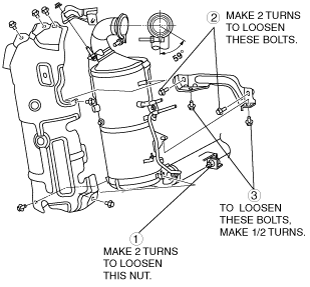 2 MAKE 2 TURNS
TO LOOSEN
THESE BOLTS.
59°
3
TO LOOSEN
THESE BOLTS,
MAKE 1/2 TURNS.
1
MAKE 2 TURNS
TO LOOSEN
THIS NUT.